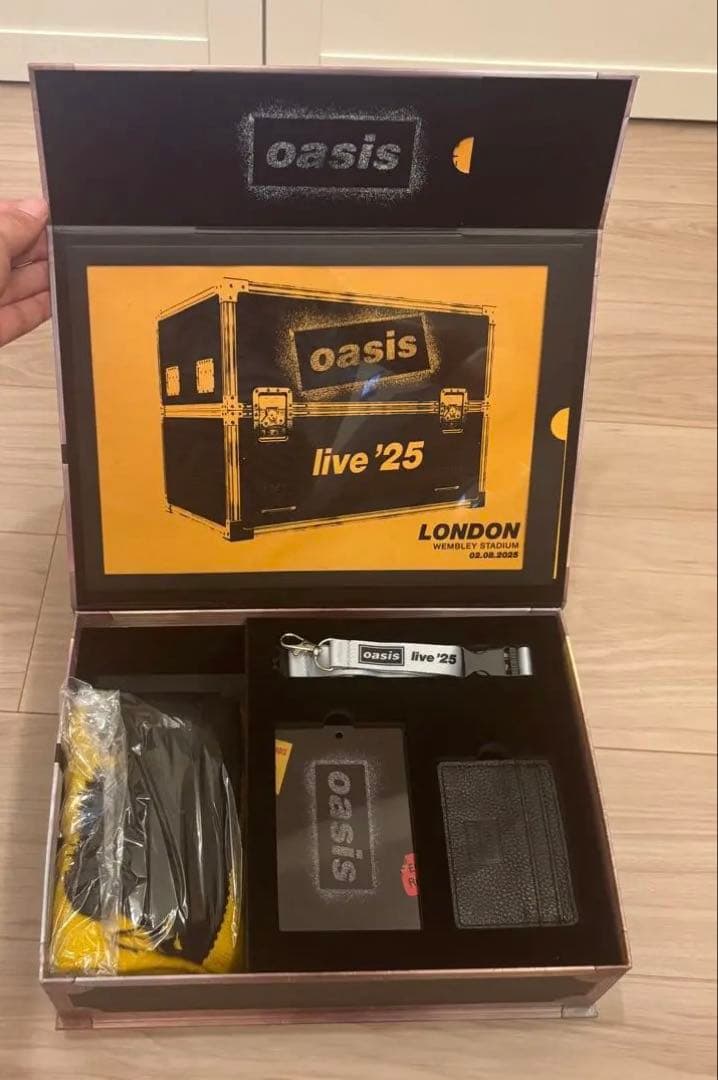 oasis
oasis
live '25
LONDON
WEMBLEY STADIUM
02.08.2025
oasis live '25
oasis